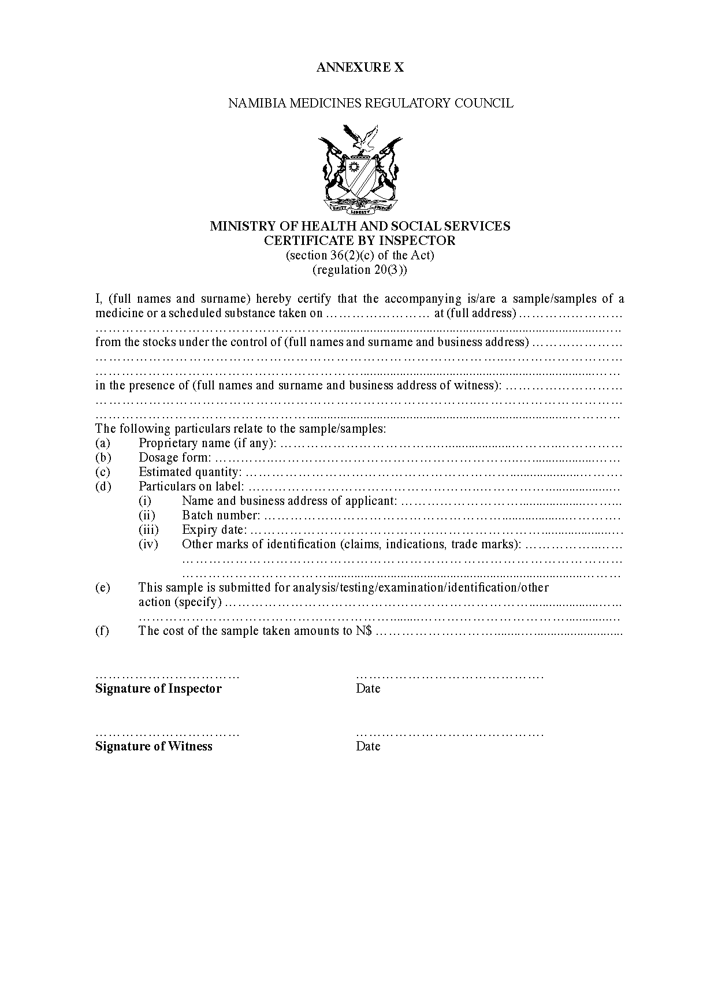 ANNEXURE X
NAMIBIA MEDICINES REGULATORY COUNCIL
UNITY LIBERTY JUSTICE
MINISTRY OF HEALTH AND SOCIAL SERVICES
CERTIFICATE BY INSPECTOR
(section 36(2)(c) of the Act)
(regulation 20(3))
I, (full names and surname) hereby certify that the accompanying is/are a sample/samples of a
medicine or a scheduled substance taken on …………………… at (full address) ……………………
………………………………………………………………………………………………
from the stocks under the control of (full names and surname and business address) …………………
………………………………………………………………………………………………
………………………………………………………………………………………………
in the presence of (full names and surname and business address of witness): ………………………
………………………………………………………………………………………………
………………………………………………………………………………………………
The following particulars relate to the sample/samples:
(a) Proprietary name (if any): ……………………………………………………………
(b) Dosage form: ……………………………………………………………………………
(c) Estimated quantity: ……………………………………………………………………
(d) Particulars on label: ……………………………………………………………………
(i) Name and business address of applicant: …………………………………………
(ii) Batch number: ………………………………………………………………………
(iii) Expiry date: …………………………………………………………………………
(iv) Other marks of identification (claims, indications, trade marks): ……………………
………………………………………………………………………………………
………………………………………………………………………………………
(e) This sample is submitted for analysis/testing/examination/identification/other
action (specify) ……………………………………………………………………………
………………………………………………………………………………………………
(f) The cost of the sample taken amounts to N$ ……………………………………………
…………………………… …………………………………….
Signature of Inspector Date
…………………………… …………………………………….
Signature of Witness Date